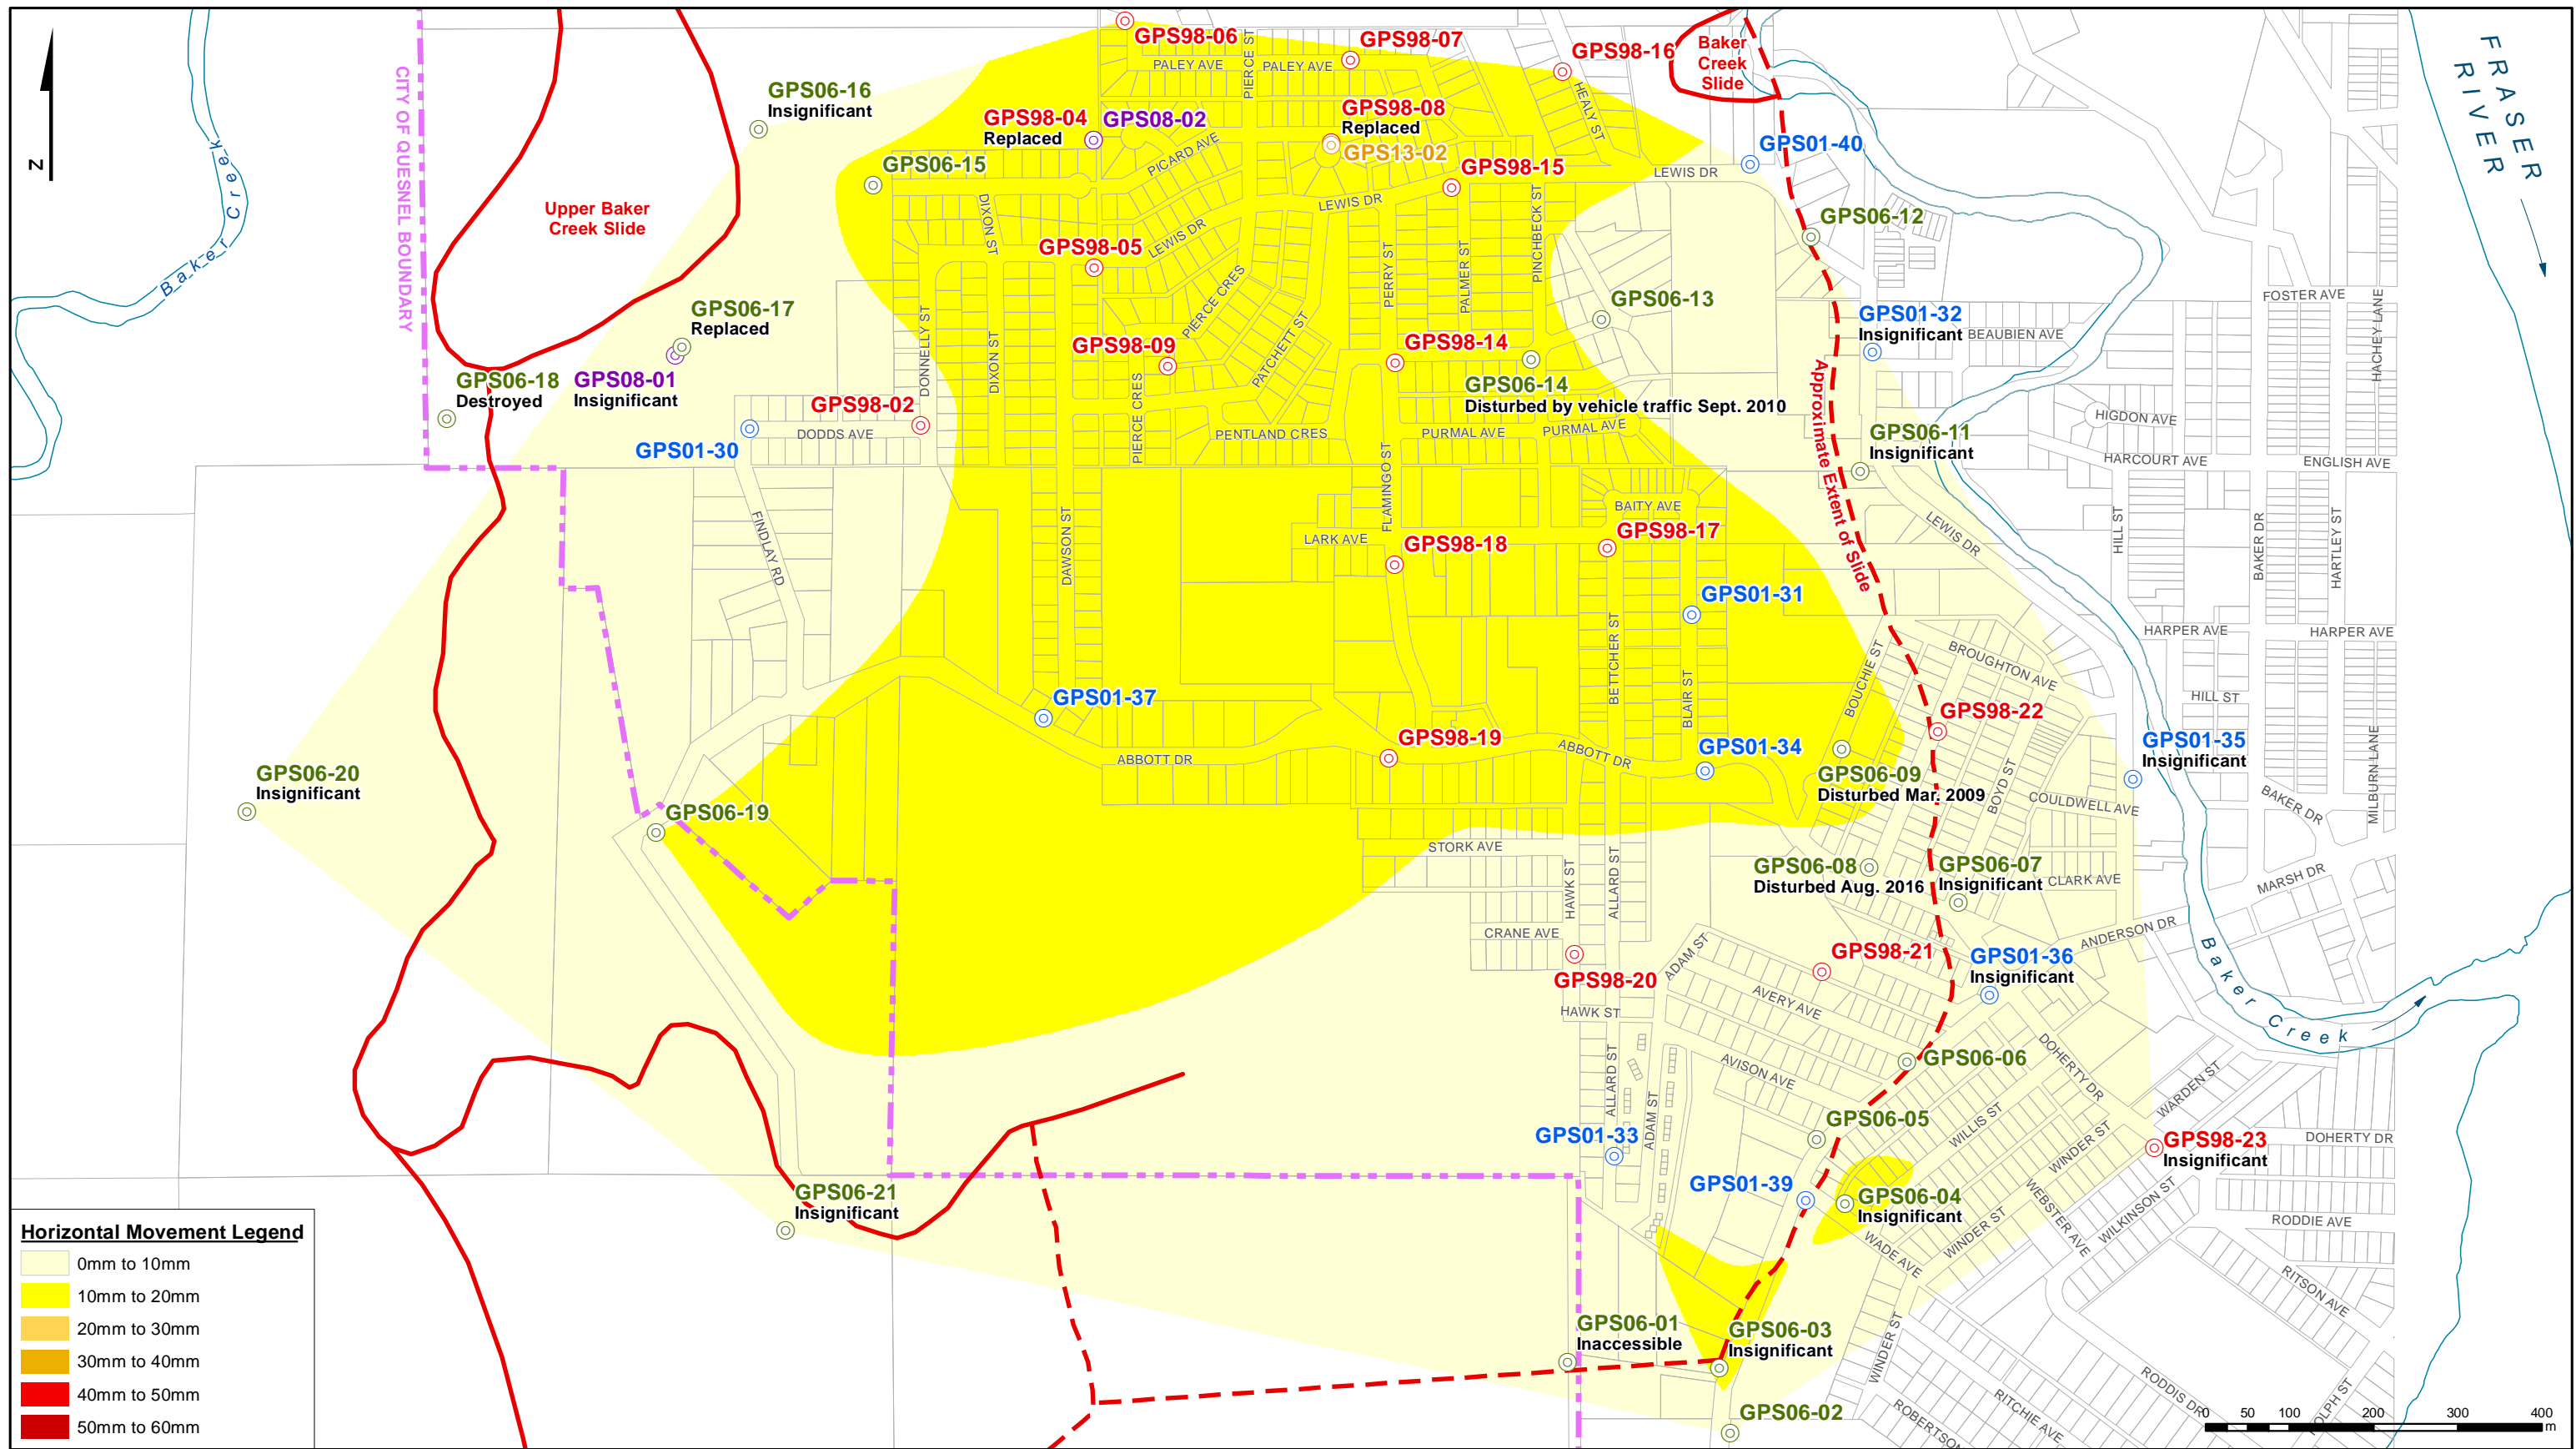 GPS98-06
GPS98-07
GPS98-16
Baker
Creek
Slide
FRASER
RIVER
PALEY AVE
PALEY AVE
PIERCE ST
HEALY ST
CITY OF QUESNEL BOUNDARY
GPS06-16
Insignificant
GPS98-04
Replaced
GPS08-02
GPS98-08
Replaced
GPS13-02
GPS01-40
N
Baker Creek
GPS06-15
PICARD AVE
GPS98-15
LEWIS DR
Upper Baker
Creek Slide
DIXON ST
LEWIS DR
LEWIS DR
PINCHBECK ST
GPS06-12
GPS98-05
PIERCE CRES
PERRY ST
PALMER ST
GPS06-13
FOSTER AVE
HACHEY LANE
GPS06-17
Replaced
DONNELLY ST
DIXON ST
GPS98-09
PATCHETT ST
GPS98-14
GPS01-32
Insignificant
BEAUBIEN AVE
GPS06-18
Destroyed
GPS08-01
Insignificant
PIERCE CRES
GPS06-14
Disturbed by vehicle traffic Sept. 2010
Approximate Extent of Slide
GPS98-02
DODDS AVE
GPS01-30
PENTLAND CRES
PURMAL AVE
PURMAL AVE
HIGDON AVE
GPS06-11
Insignificant
HARCOURT AVE
ENGLISH AVE
FLAMINGO ST
BAITY AVE
FINDLAY RD
DAWSON ST
LARK AVE
GPS98-18
GPS98-17
LEWIS DR
HILL ST
BAKER DR
HARTLEY ST
GPS01-31
BETTCHER ST
BLAIR ST
BOUCHIE ST
BROUGHTON AVE
HARPER AVE
HARPER AVE
HILL ST
GPS01-37
GPS98-22
GPS98-19
ABBOTT DR
ABBOTT DR
GPS01-34
GPS01-35
Insignificant
MILBURN LANE
GPS06-20
Insignificant
GPS06-19
GPS06-09
Disturbed Mar. 2009
BOYD ST
COULDWELL AVE
BAKER DR
STORK AVE
HAWK ST
ALLARD ST
GPS06-08
Disturbed Aug. 2016
GPS06-07
Insignificant
CLARK AVE
MARSH DR
CRANE AVE
ADAM ST
GPS98-21
ANDERSON DR
GPS98-20
GPS01-36
Insignificant
Baker Creek
AVERY AVE
HAWK ST
AVISON AVE
GPS06-06
DOHERTY DR
WARDEN ST
ALLARD ST
ADAM ST
GPS06-05
WILLIS ST
WINDER ST
GPS01-33
GPS98-23
Insignificant
DOHERTY DR
GPS06-21
Insignificant
GPS01-39
GPS06-04
Insignificant
WEBSTER AVE
WILKINSON ST
WINDER ST
WADE AVE
RODDIE AVE
RITSON AVE
GPS06-01
Inaccessible
GPS06-03
Insignificant
WINDER ST
GPS06-02
RODDIS DR
RITCHIE AVE
ROBERTSON
OLPH ST
Horizontal Movement Legend
0mm to 10mm
10mm to 20mm
20mm to 30mm
30mm to 40mm
40mm to 50mm
50mm to 60mm
0 50 100 200 300 400
m